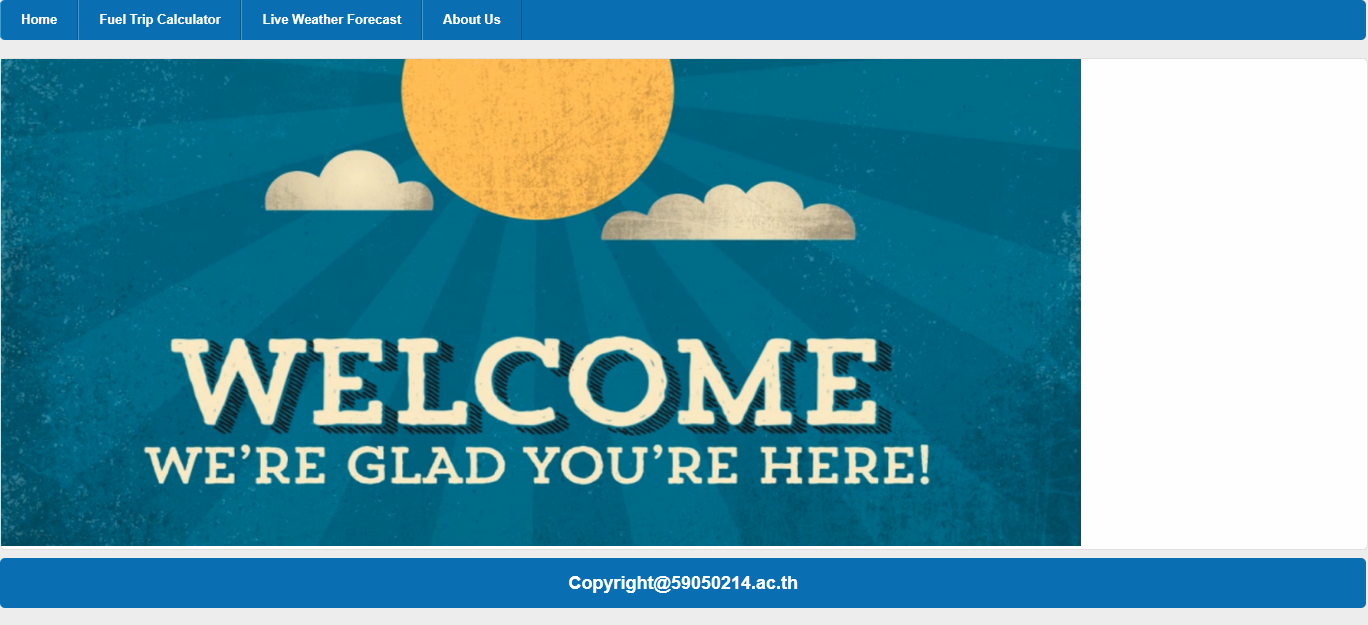 Home Fuel Trip Calculator Live Weather Forecast About Us
WELCOME
WE'RE GLAD YOU'RE HERE!
Copyright@59050214.ac.th